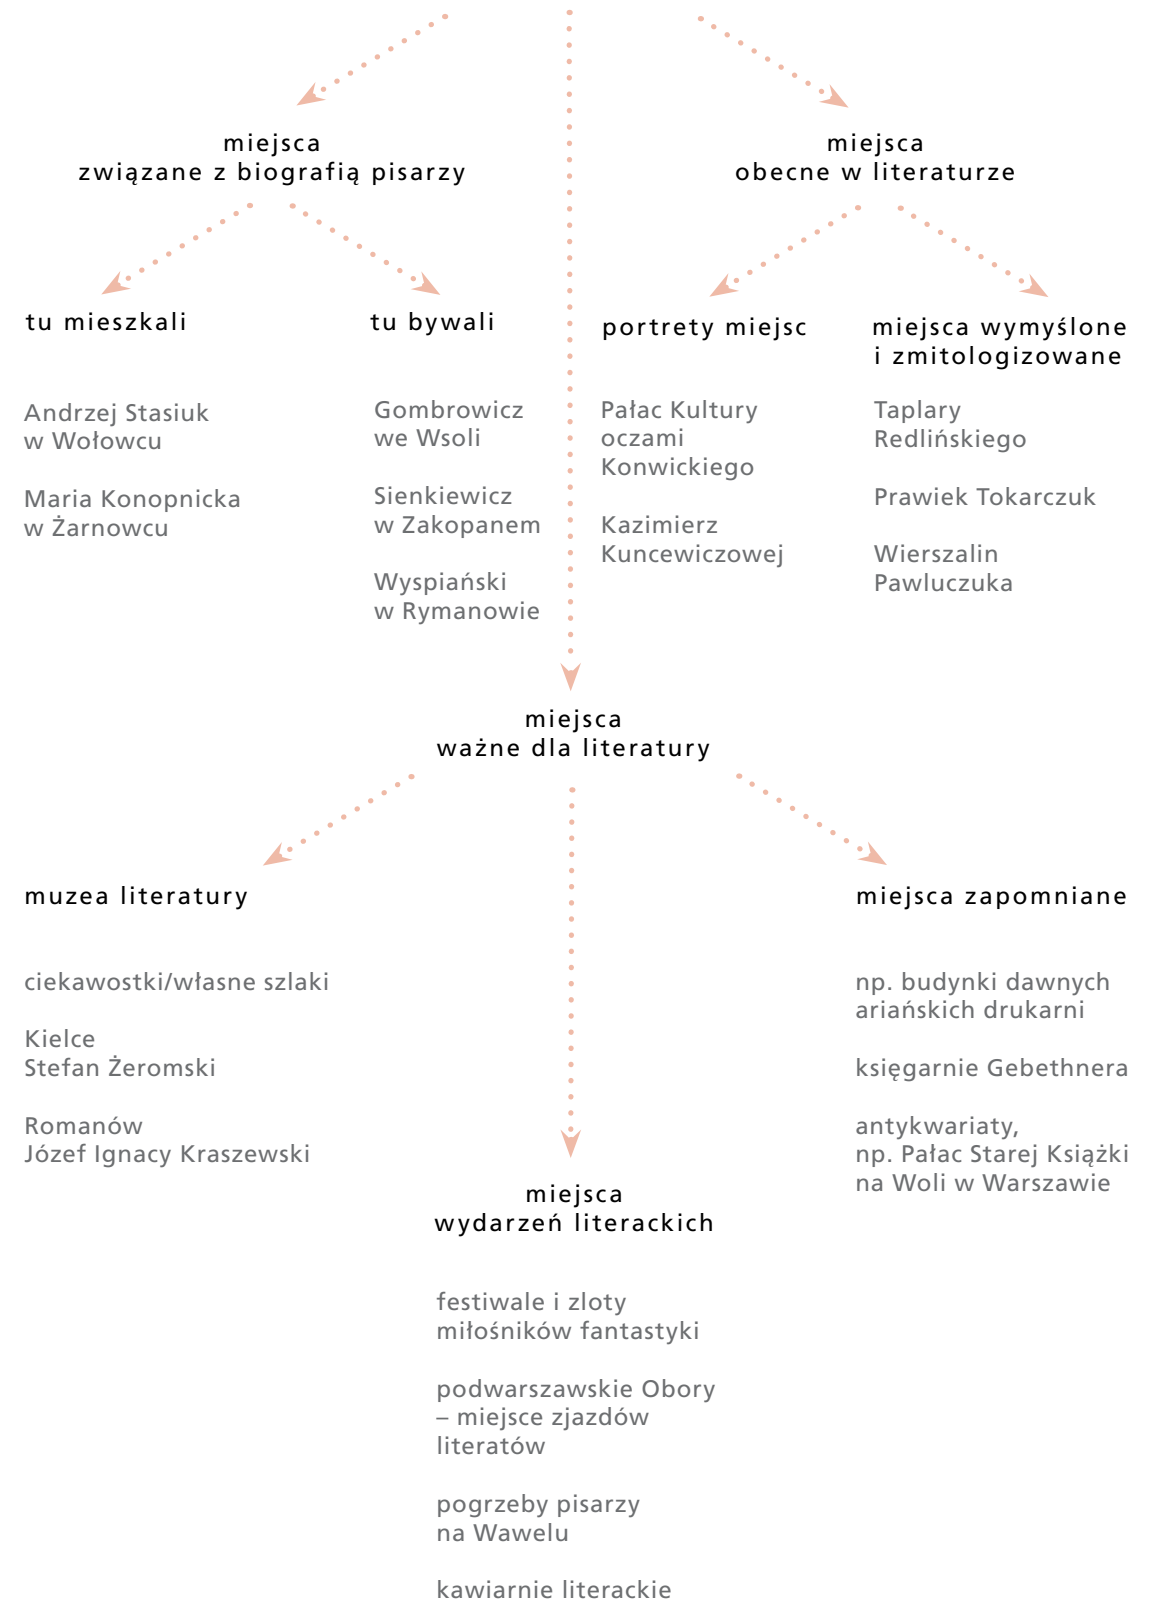 miejsca
związane z biografią pisarzy
miejsca
obecne w literaturze
tu mieszkali
Andrzej Stasiuk
w Wołowcu
Maria Konopnicka
w Żarnowcu
tu bywali
Gombrowicz
we Wsoli
Sienkiewicz
w Zakopanem
Wyspiański
w Rymanowie
portrety miejsc
Pałac Kultury
oczami
Konwickiego
Kazimierz
Kuncewiczowej
miejsca wymyślone
i zmitologizowane
Taplary
Redlińskiego
Prawiek Tokarczuk
Wierszalin
Pawluczuka
miejsca
ważne dla literatury
muzea literatury
ciekawostki/własne szlaki
Kielce
Stefan Żeromski
Romanów
Józef Ignacy Kraszewski
miejsca
wydarzeń literackich
festiwale i zloty
miłośników fantastyki
podwarszawskie Obory
– miejsce zjazdów
literatów
pogrzeby pisarzy
na Wawelu
kawiarnie literackie
miejsca zapomniane
np. budynki dawnych
ariańskich drukarni
księgarnie Gebethnera
antykwariaty,
np. Pałac Starej Książki
na Woli w Warszawie